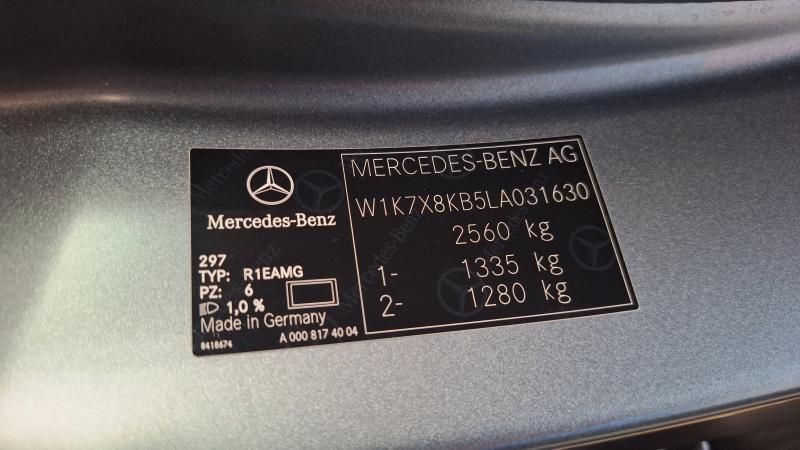 Mercedes-Benz
297
TYP: R1EAMG
PZ: 6
1,0 %
Made in Germany
8418674 A 000 817 40 04
MERCEDES-BENZ AG
W1K7X8KB5LA031630
2560 kg
1- 1335 kg
2- 1280 kg